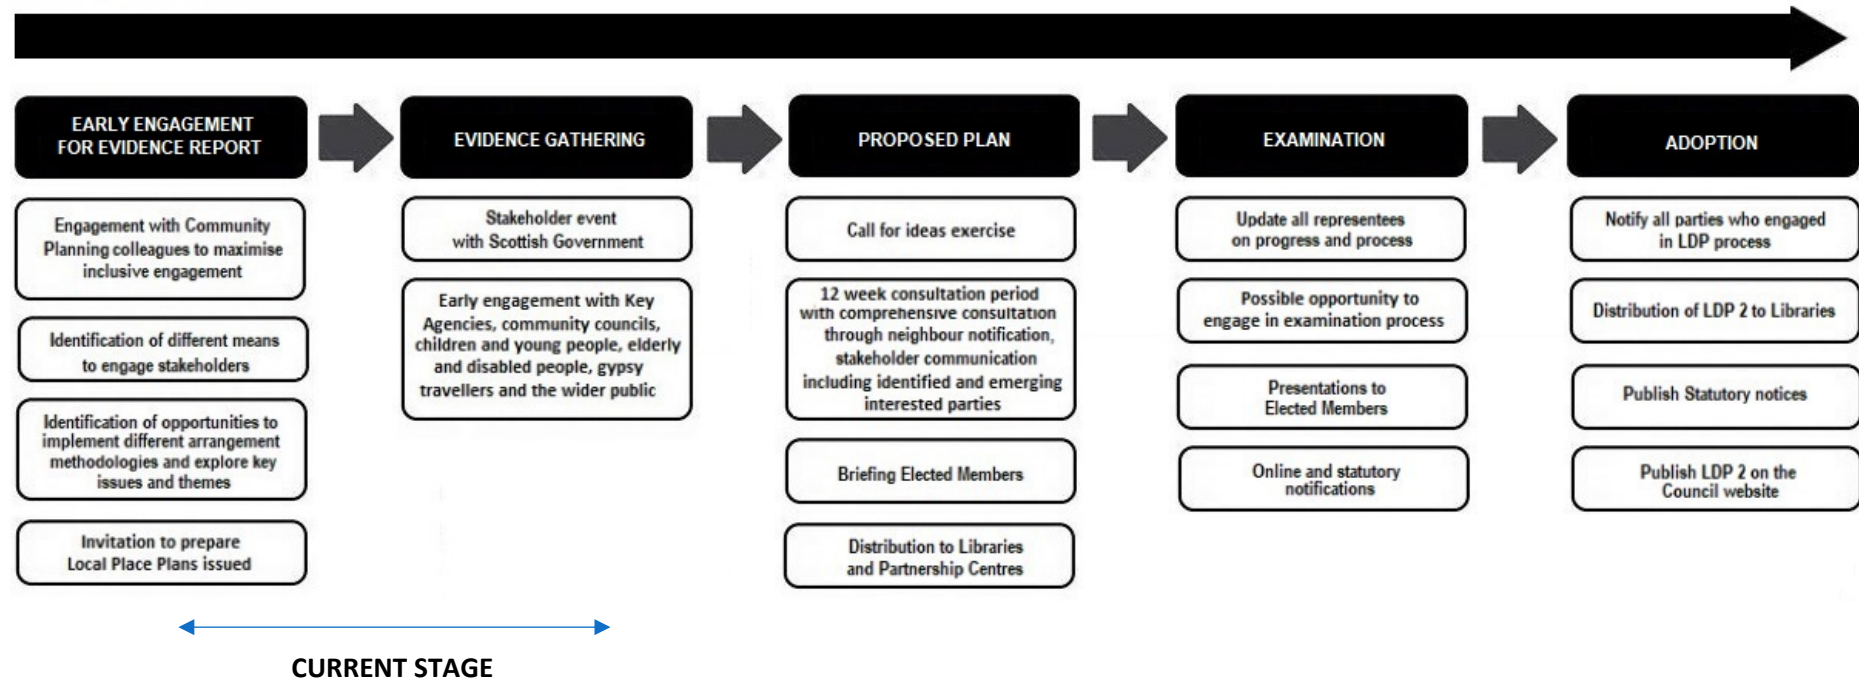 EARLY ENGAGEMENT
FOR EVIDENCE REPORT
Engagement with Community
Planning colleagues to maximise
inclusive engagement
Identification of different means
to engage stakeholders
Identification of opportunities to
implement different arrangement
methodologies and explore key
issues and themes
Invitation to prepare
Local Place Plans issued
EVIDENCE GATHERING
Stakeholder event
with Scottish Government
Early engagement with Key
Agencies, community councils,
children and young people, elderly
and disabled people, gypsy
travellers and the wider public
PROPOSED PLAN
Call for ideas exercise
12 week consultation period
with comprehensive consultation
through neighbour notification,
stakeholder communication
including identified and emerging
interested parties
Briefing Elected Members
Distribution to Libraries
and Partnership Centres
EXAMINATION
Update all representees
on progress and process
Possible opportunity to
engage in examination process
Presentations to
Elected Members
Online and statutory
notifications
ADOPTION
Notify all parties who engaged
in LDP process
Distribution of LDP 2 to Libraries
Publish Statutory notices
Publish LDP 2 on the
Council website
CURRENT STAGE